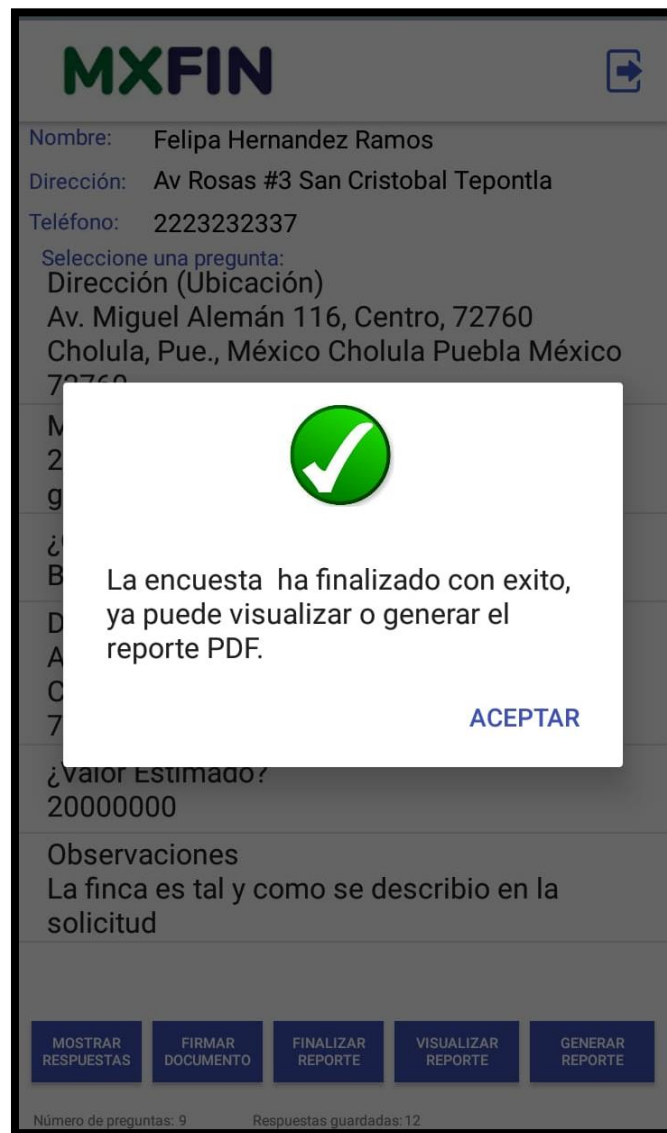 MXFIN
Nombre: Felipa Hernandez Ramos
Dirección: Av Rosas #3 San Cristobal Tepontla
Teléfono: 2223232337
Seleccione una pregunta:
Dirección (Ubicación)
Av. Miguel Alemán 116, Centro, 72760
Cholula, Pue., México Cholula Puebla México
72760
La encuesta  ha finalizado con exito,
ya puede visualizar o generar el
reporte PDF.
ACEPTAR
¿Valor Estimado?
20000000
Observaciones
La finca es tal y como se describio en la
solicitud
MOSTRAR
RESPUESTAS
FIRMAR
DOCUMENTO
FINALIZAR
REPORTE
VISUALIZAR
REPORTE
GENERAR
REPORTE
Número de preguntas: 9 Respuestas guardadas: 12